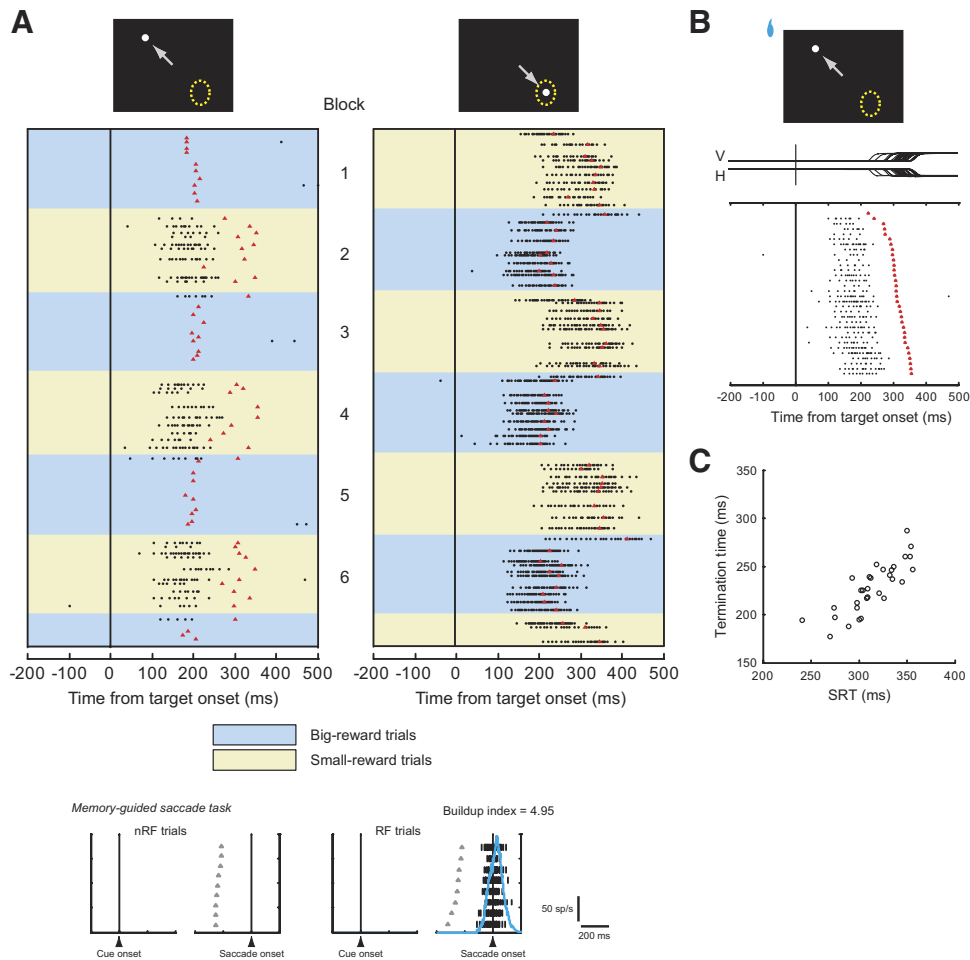 A
B
Block
1
2
3
4
5
6
-200 -100 0 100 200 300 400 500
Time from target onset (ms)
-200 -100 0 100 200 300 400 500
Time from target onset (ms)
V
H
-200 -100 0 100 200 300 400 500
Time from target onset (ms)
C
Termination time (ms)
350
300
250
200
150
200 250 300 350 400
SRT (ms)
Big-reward trials
Small-reward trials
Memory-guided saccade task
Buildup index = 4.95
nRF trials
RF trials
50 sp/s
200 ms
Cue onset
Saccade onset
Cue onset
Saccade onset